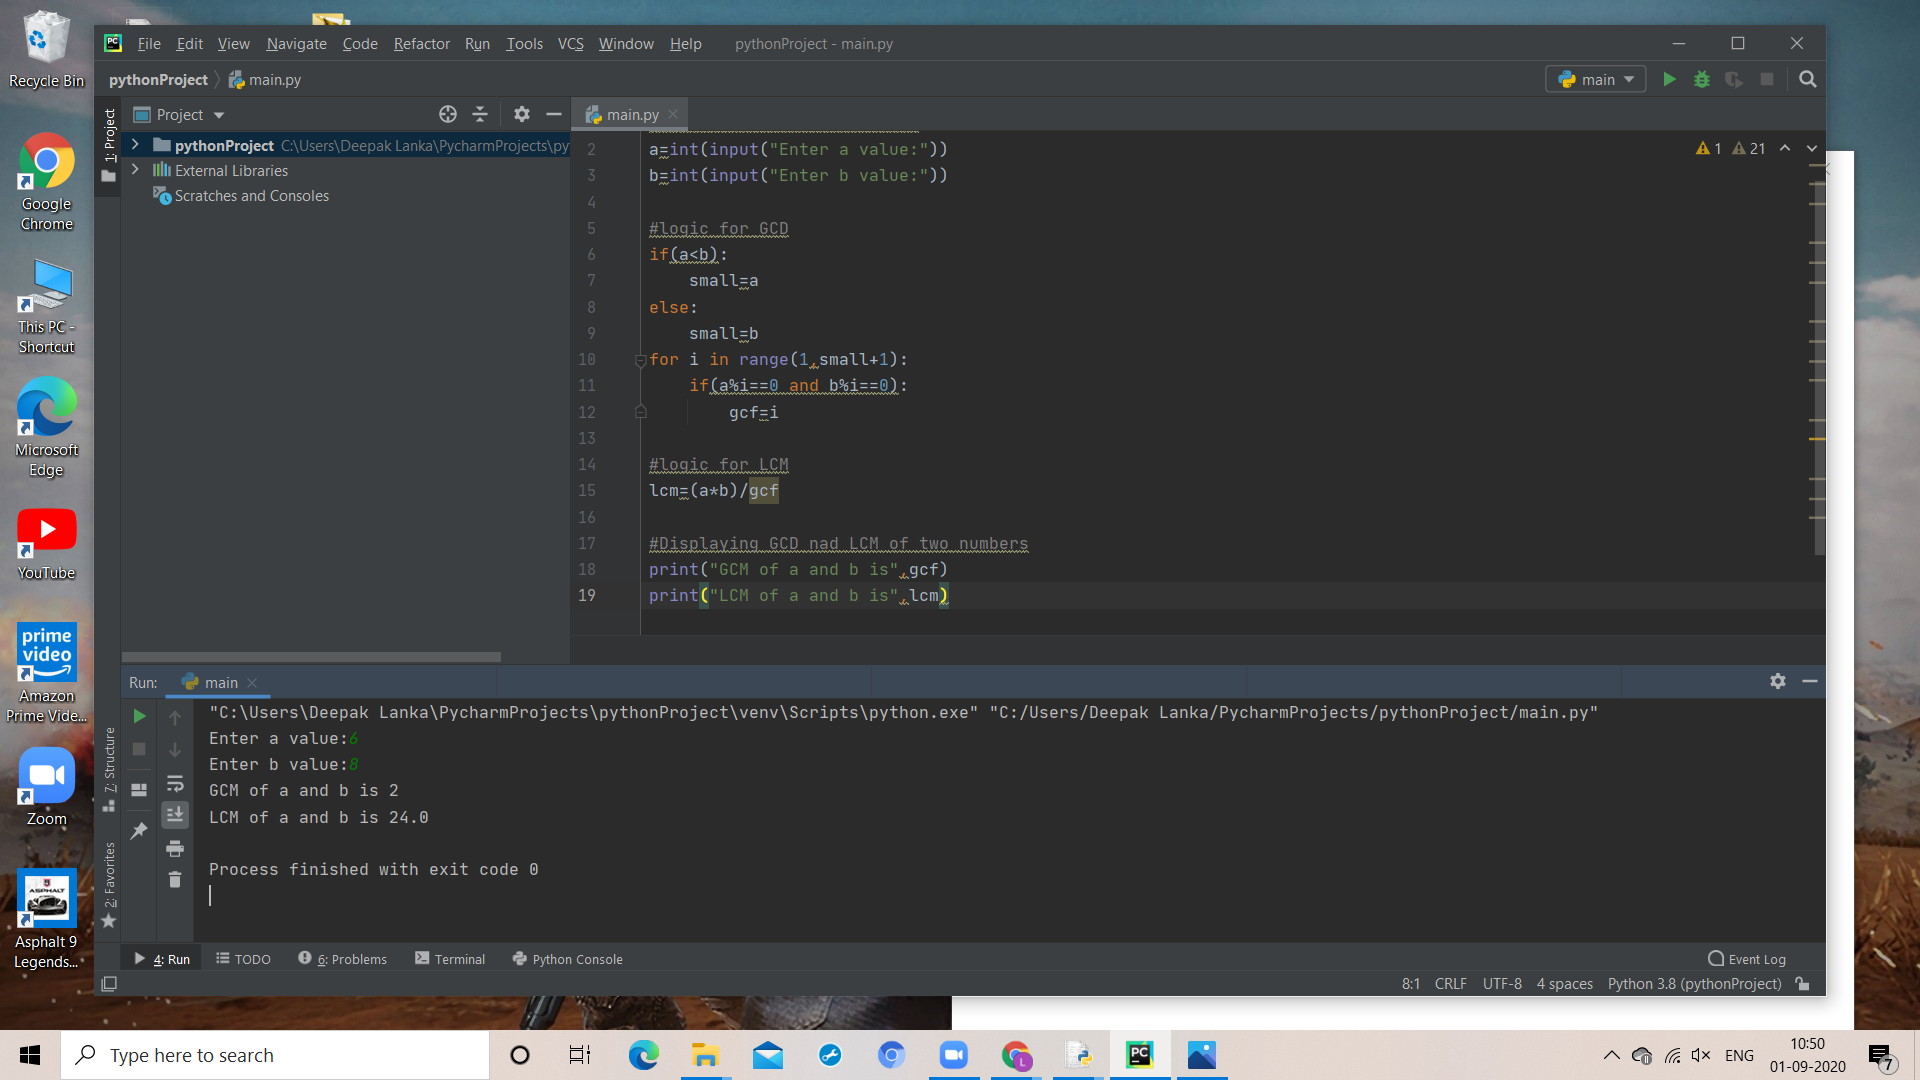 Recycle Bin
Google
Chrome
This PC -
Shortcut
Microsoft
Edge
YouTube
prime
video
Amazon
Prime Vide...
Zoom
ASPHALT
Asphalt 9
Legends...
PC
File Edit View Navigate Code Refactor Run Tools VCS Window Help pythonProject - main.py
pythonProject main.py
main
1: Project
Project
pythonProject C:\Users\Deepak Lanka\PycharmProjects\py
External Libraries
Scratches and Consoles
main.py
1 21
2 a=int(input("Enter a value:"))
3 b=int(input("Enter b value:"))
4
5 #logic for GCD
6 if(a<b):
7 small=a
8 else:
9 small=b
10 for i in range(1,small+1):
11 if(a%i==0 and b%i==0):
12 gcf=i
13
14 #logic for LCM
15 lcm=(a*b)/gcf
16
17 #Displaying GCD nad LCM of two numbers
18 print("GCM of a and b is",gcf)
19 print("LCM of a and b is",lcm)
Run: main
"C:\Users\Deepak Lanka\PycharmProjects\pythonProject\venv\Scripts\python.exe" "C:/Users/Deepak Lanka/PycharmProjects/pythonProject/main.py"
Enter a value:6
Enter b value:8
GCM of a and b is 2
LCM of a and b is 24.0
Process finished with exit code 0
7: Structure
2: Favorites
4: Run TODO 6: Problems Terminal Python Console Event Log
8:1 CRLF UTF-8 4 spaces Python 3.8 (pythonProject)
Type here to search
L
PC
ENG
10:50
01-09-2020
7